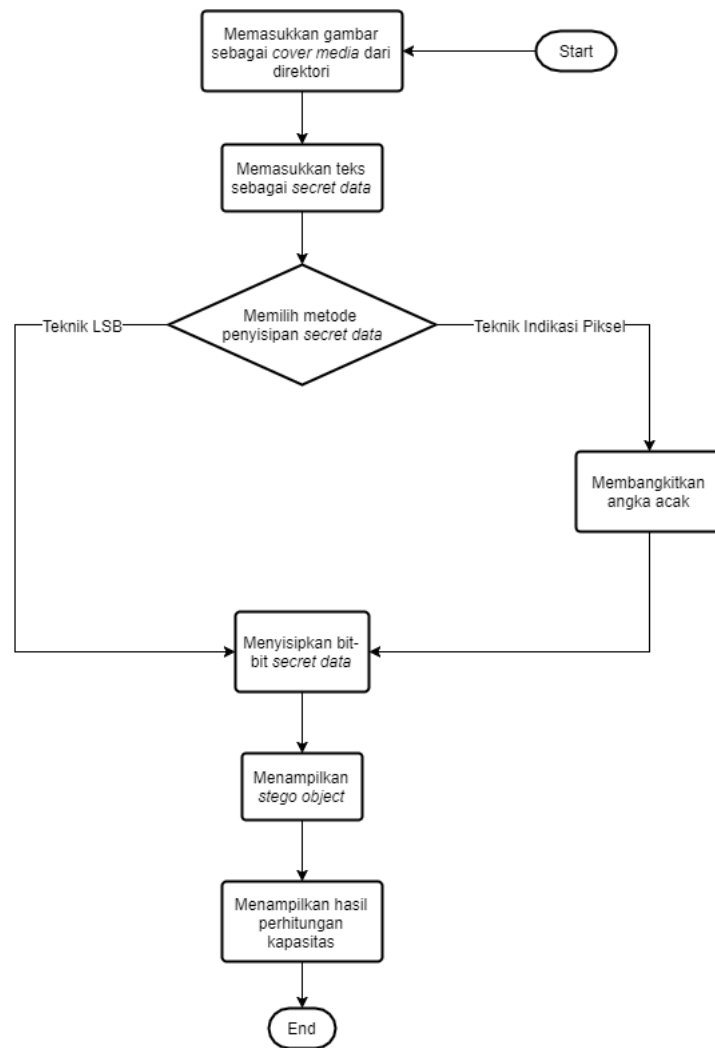 Memasukkan gambar
sebagai cover media dari
direktori
Start
Memasukkan teks
sebagai secret data
Memilih metode
penyisipan secret data
Teknik LSB
Teknik Indikasi Piksel
Membangkitkan
angka acak
Menyisipkan bit-
bit secret data
Menampilkan
stego object
Menampilkan hasil
perhitungan
kapasitas
End